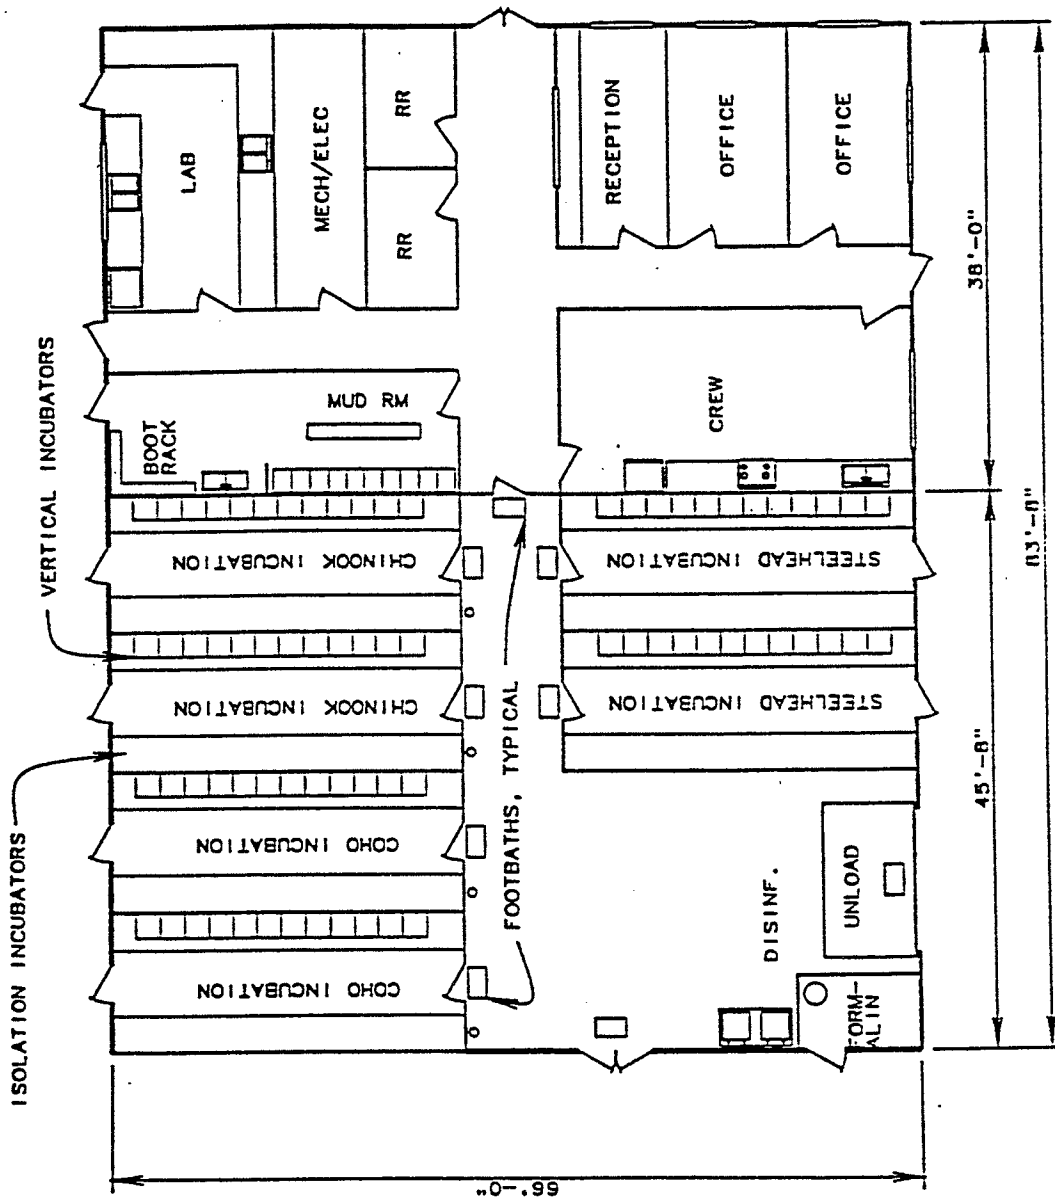 LAB
MECH/ELEC
RR
RR
RECEPTION
OFFICE
OFFICE
38'-0"
VERTICAL INCUBATORS
BOOT
RACK
MUD RM
CREW
CHINOOK INCUBATION
STEELHEAD INCUBATION
83'-8"
CHINOOK INCUBATION
STEELHEAD INCUBATION
45'-8"
ISOLATION INCUBATORS
FOOTBATHS, TYPICAL
COHO INCUBATION
COHO INCUBATION
DISINF.
UNLOAD
FORM-
ALIN
66'-0"